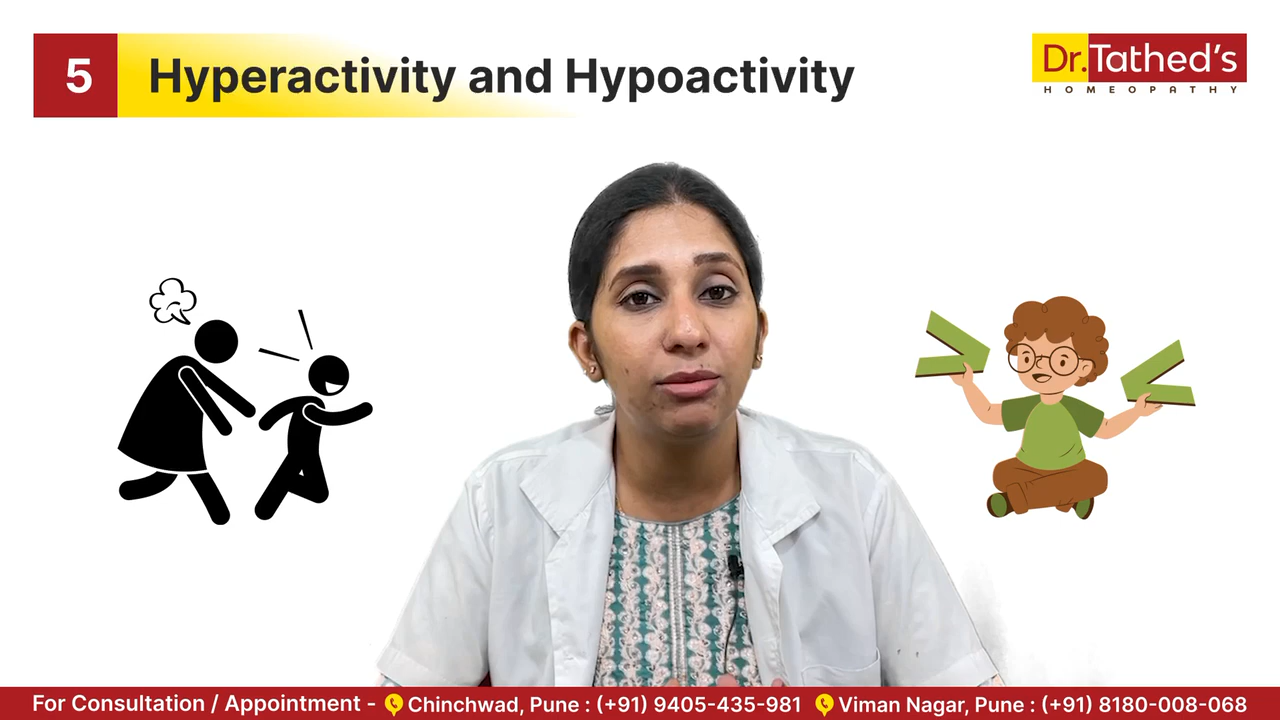 5 Hyperactivity and Hypoactivity
Dr. Tathed's
HOMEOPATHY
For Consultation / Appointment - Chinchwad, Pune : (+91) 9405-435-981 Viman Nagar, Pune : (+91) 8180-008-068